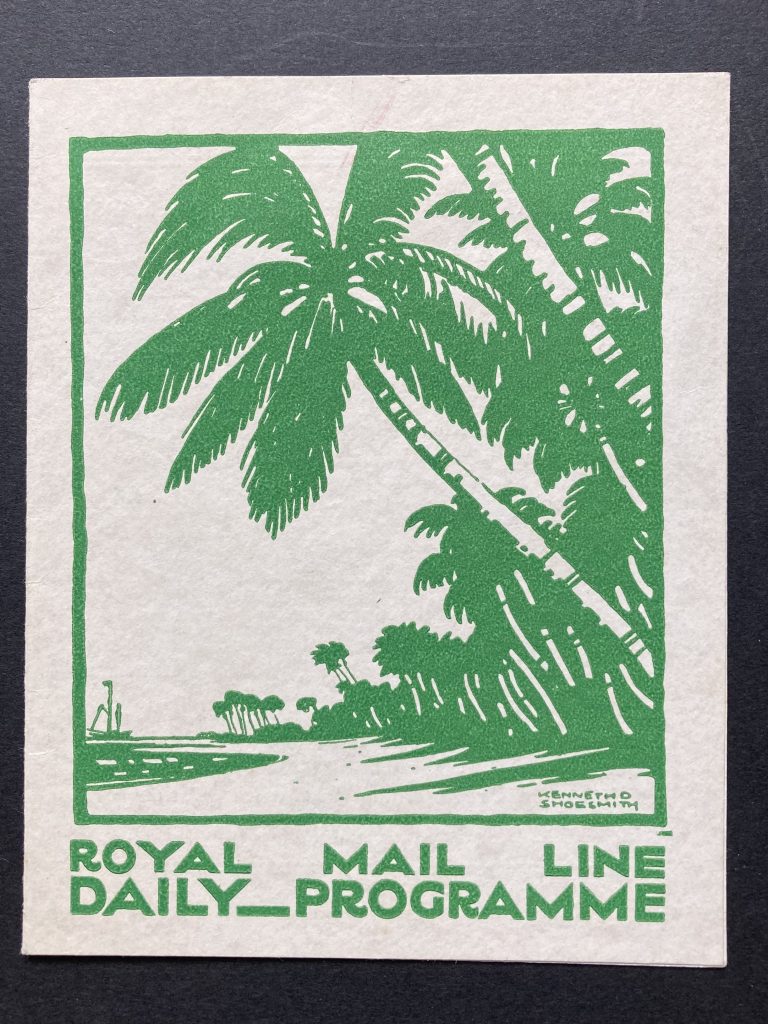 KENNETH D
SHOESMITH
ROYAL MAIL LINE
DAILY_PROGRAMME